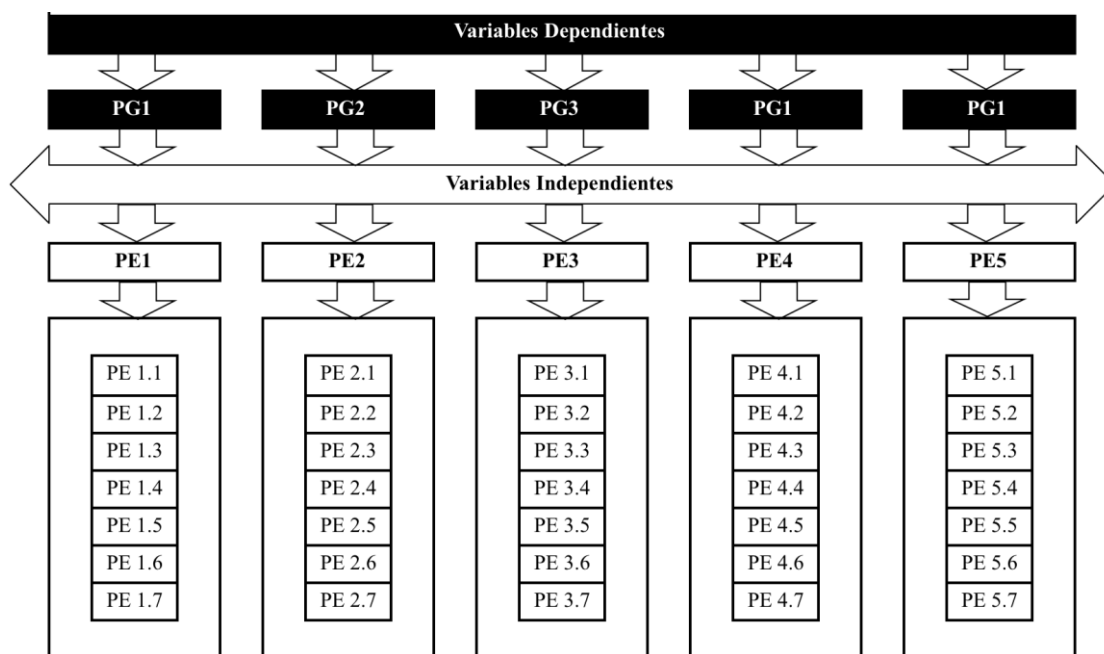 Variables Dependientes
PG1 PG2 PG3 PG1 PG1
Variables Independientes
PE1 PE2 PE3 PE4 PE5
PE 1.1 PE 2.1 PE 3.1 PE 4.1 PE 5.1
PE 1.2 PE 2.2 PE 3.2 PE 4.2 PE 5.2
PE 1.3 PE 2.3 PE 3.3 PE 4.3 PE 5.3
PE 1.4 PE 2.4 PE 3.4 PE 4.4 PE 5.4
PE 1.5 PE 2.5 PE 3.5 PE 4.5 PE 5.5
PE 1.6 PE 2.6 PE 3.6 PE 4.6 PE 5.6
PE 1.7 PE 2.7 PE 3.7 PE 4.7 PE 5.7